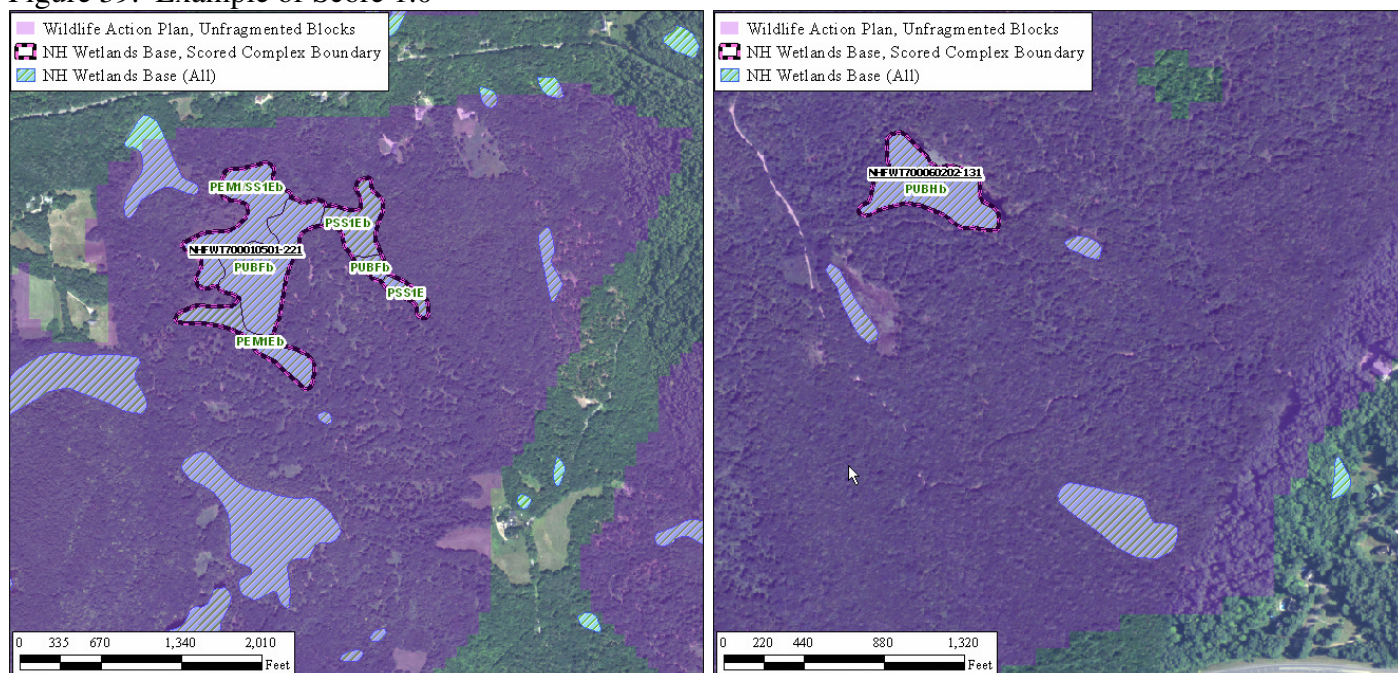 Figure 39. Example of Score 1.0
Wildlife Action Plan, Unfragmented Blocks
NH Wetlands Base, Scored Complex Boundary
NH Wetlands Base (All)
PEM1/SS1Eb
PSS1Eb
NHFWT700010501-221
PUBFb
PUBFb
PSS1E
PEM1Eb
0 335 670 1,340 2,010
Feet
Wildlife Action Plan, Unfragmented Blocks
NH Wetlands Base, Scored Complex Boundary
NH Wetlands Base (All)
NHFWT700060202-131
PUBHb
0 220 440 880 1,320
Feet